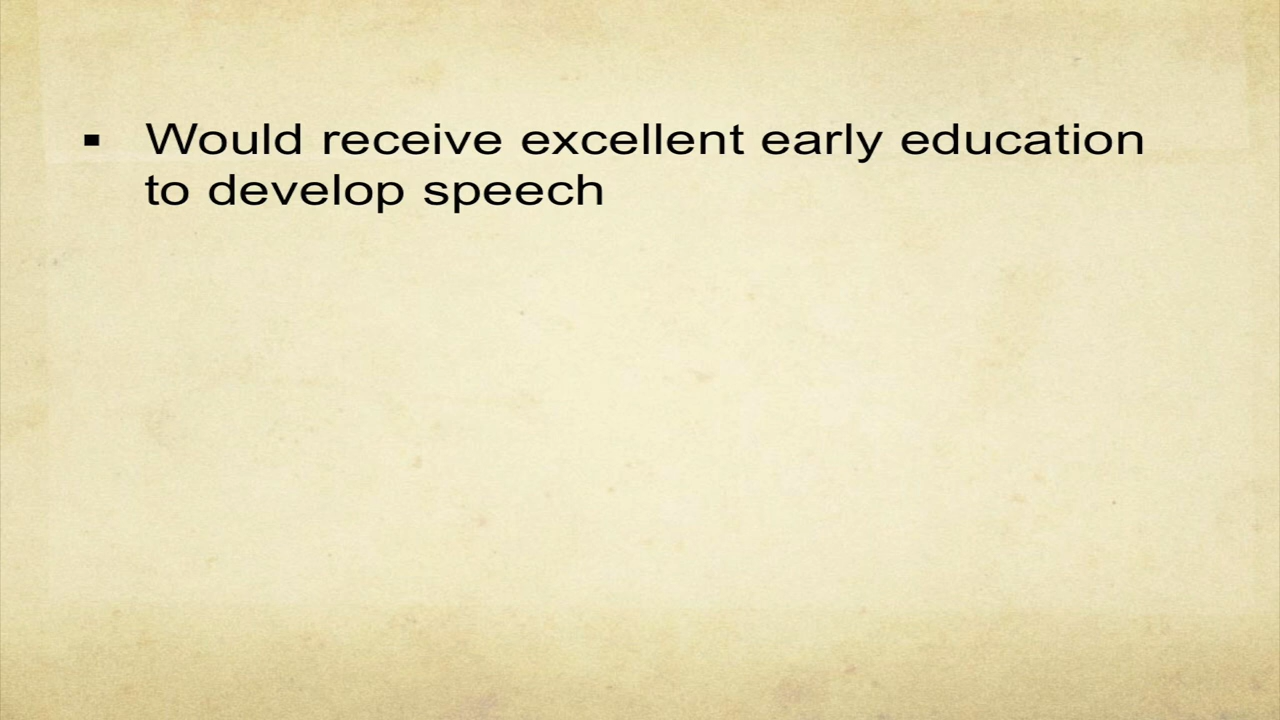 ▪ Would receive excellent early education
to develop speech